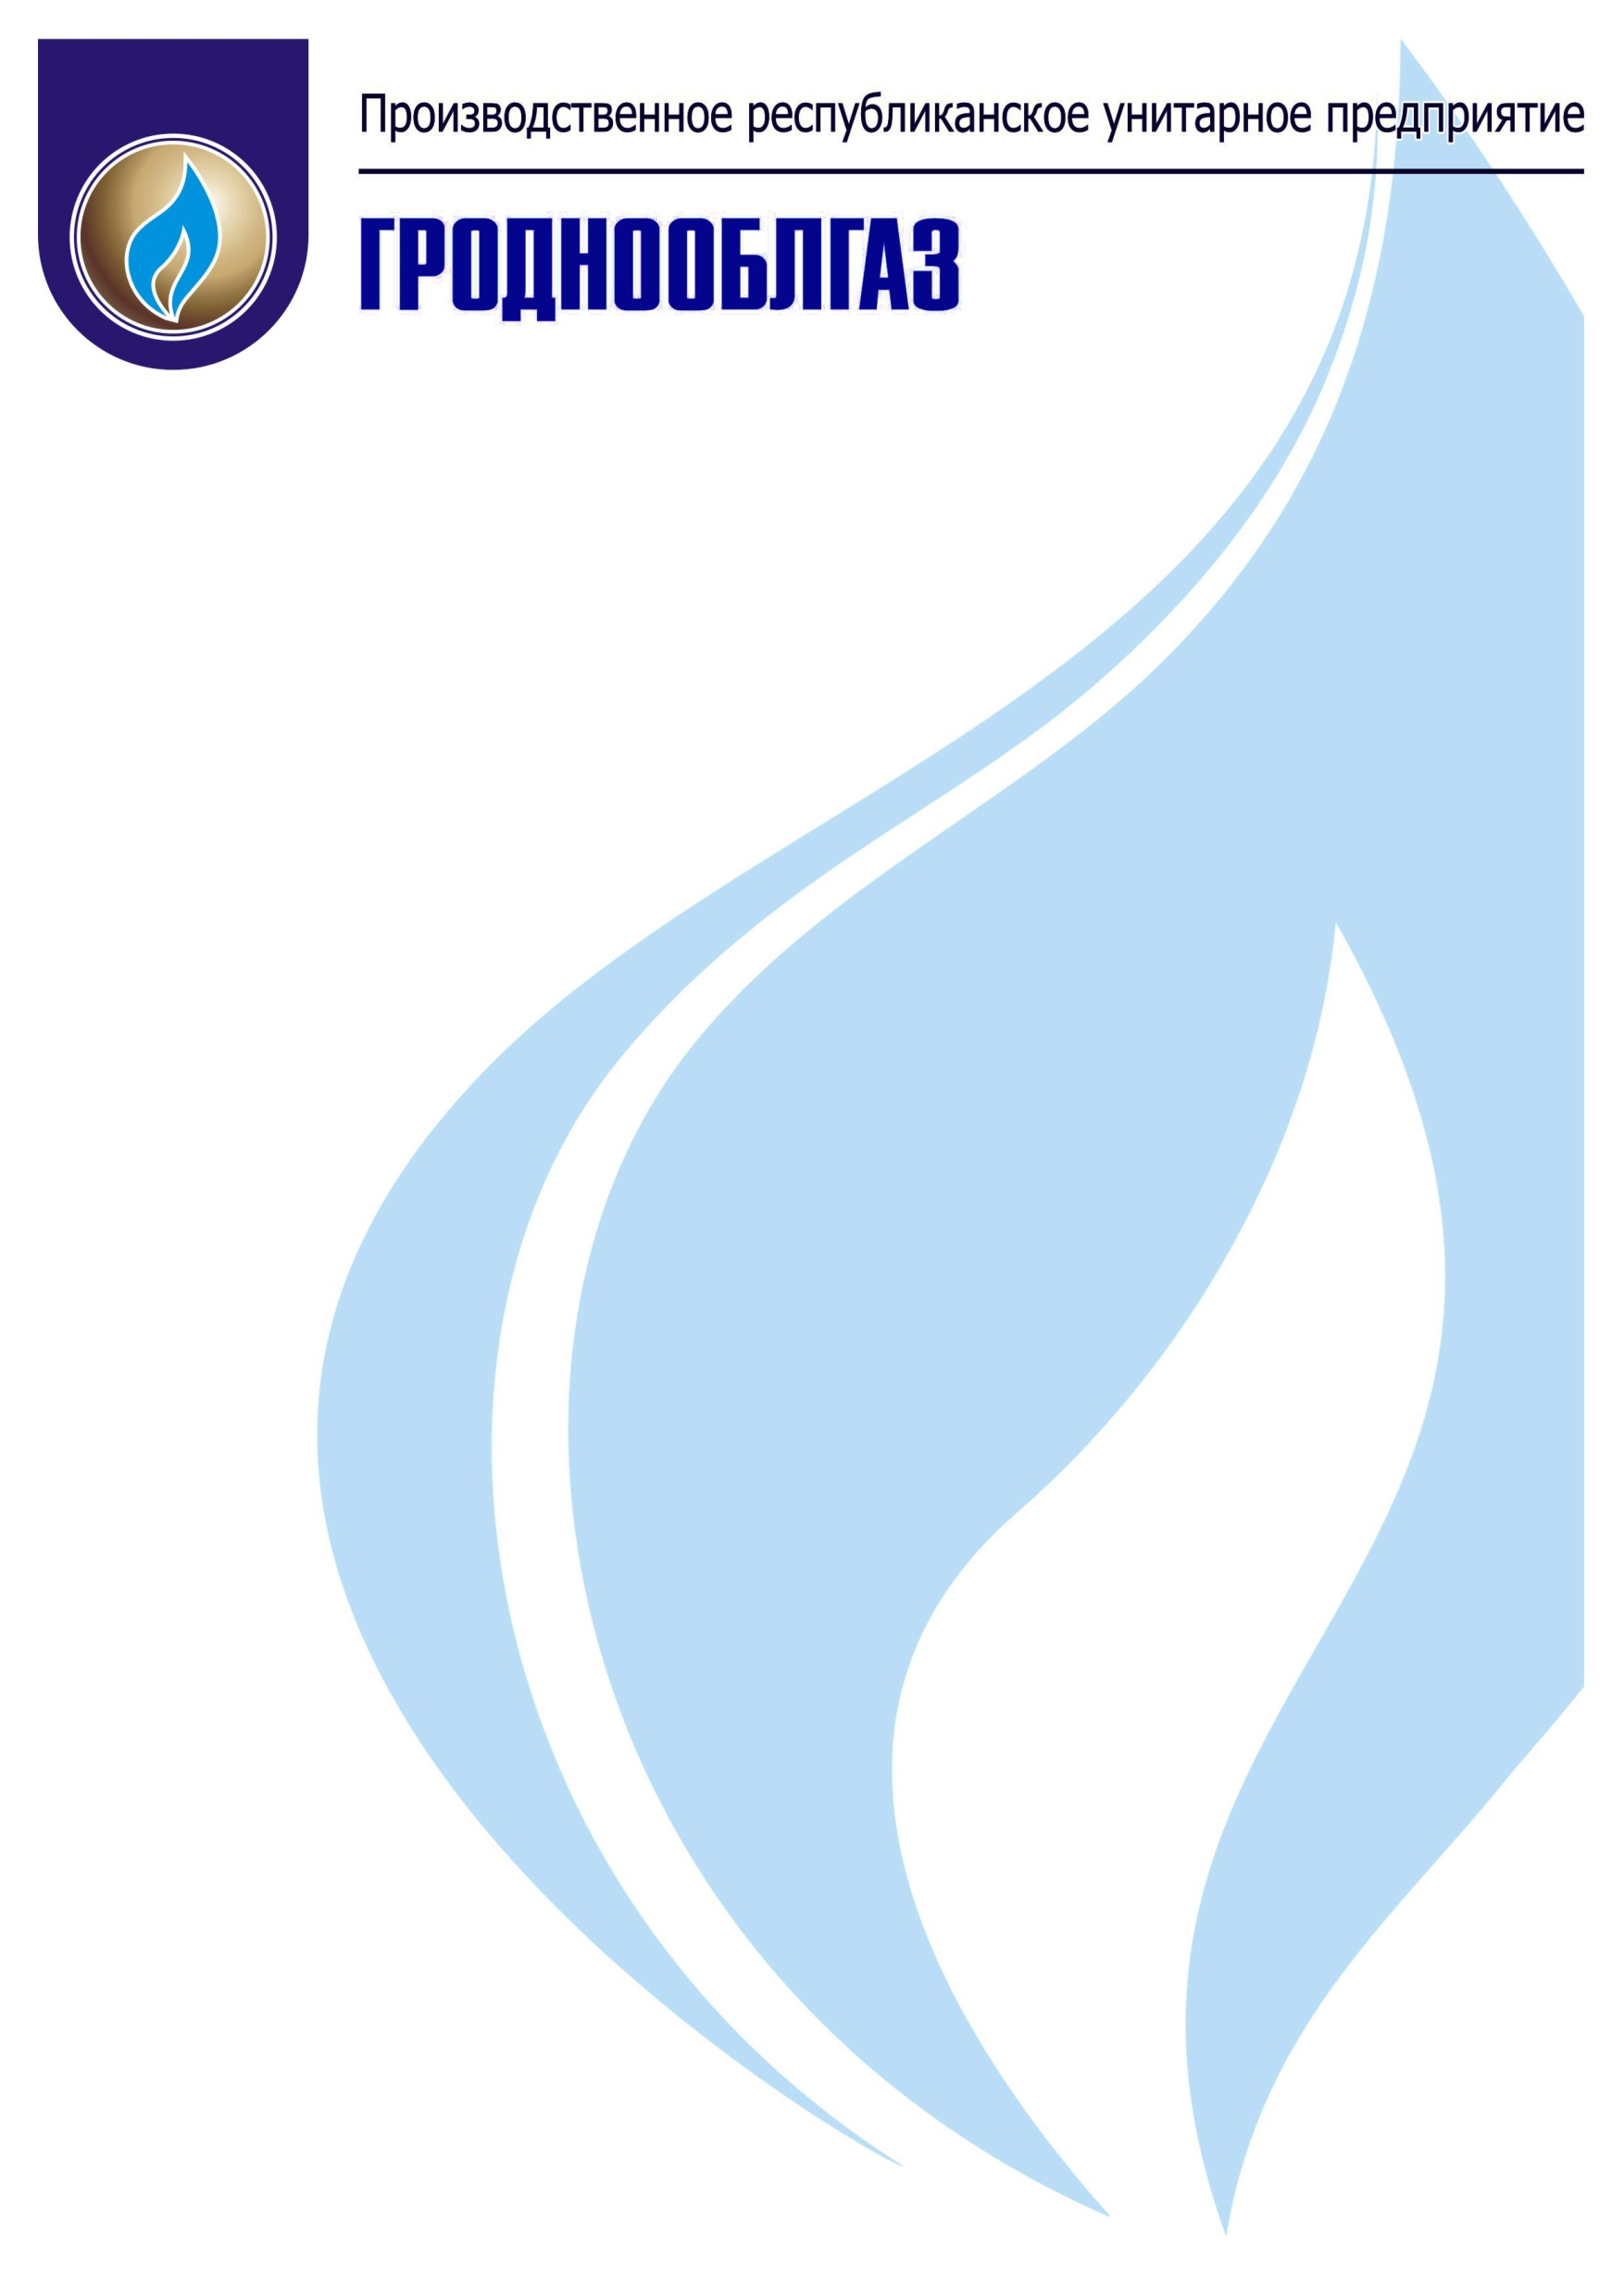 Производственное республиканское унитарное предприятие
ГРОДНООБЛГАЗ